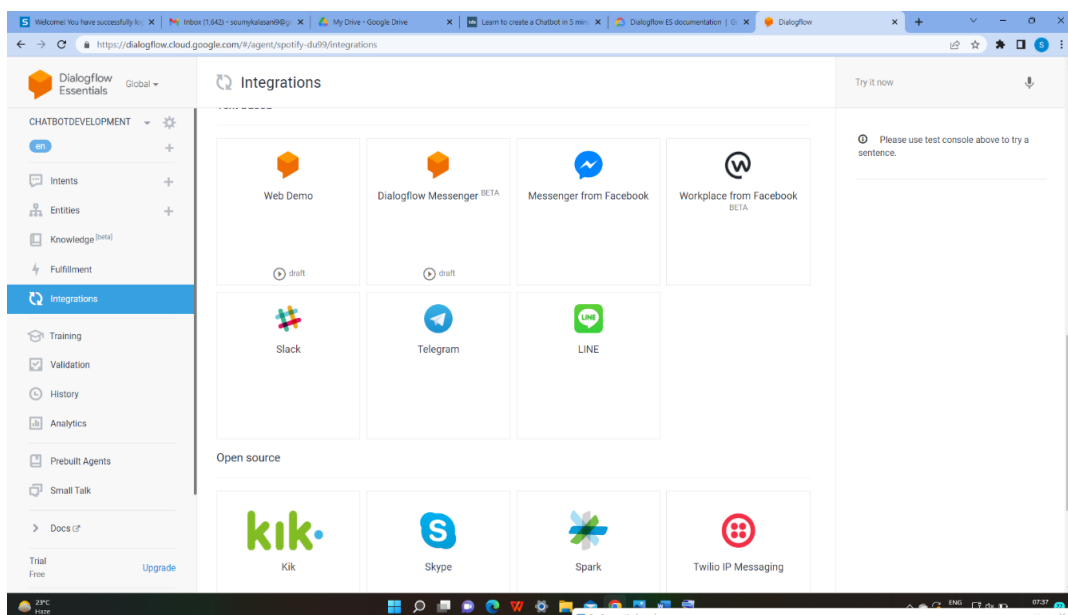 Welcome! You have successfully log
Inbox (1,642) - soumykalasani9@g
My Drive - Google Drive
Learn to create a Chatbot in 5 min
Dialogflow ES documentation | G
Dialogflow
https://dialogflow.cloud.google.com/#/agent/spotify-du99/integrations
Dialogflow
Essentials
Global
Integrations
Try it now
CHATBOTDEVELOPMENT
en
Please use test console above to try a
sentence.
Intents
Entities
Knowledge [beta]
Fulfillment
Integrations
Training
Validation
History
Analytics
Prebuilt Agents
Small Talk
Docs
Trial
Free
Upgrade
Web Demo
Dialogflow Messenger BETA
Messenger from Facebook
Workplace from Facebook
BETA
draft
draft
LINE
Slack
Telegram
LINE
Open source
kik
Kik
Skype
Spark
Twilio IP Messaging
23°C
Haze
ENG
07:37